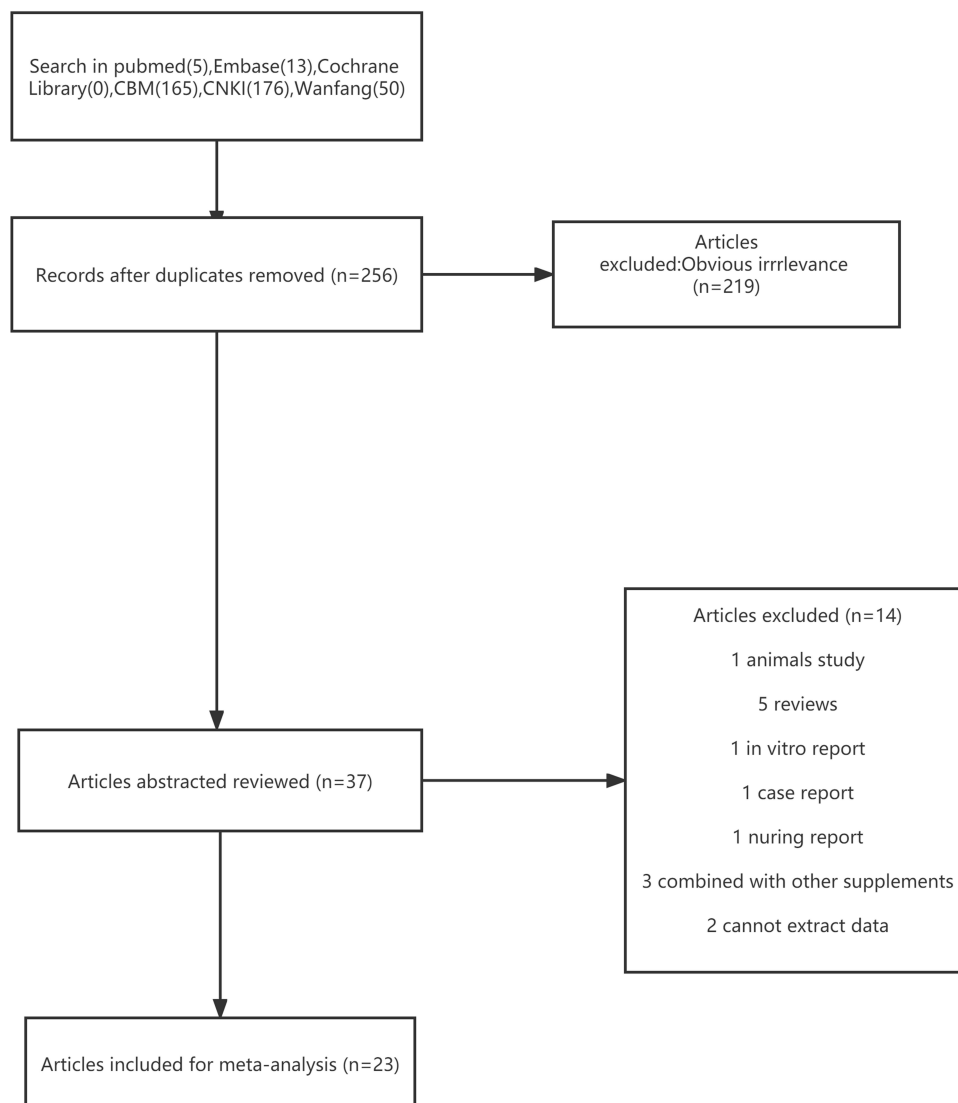 Search in pubmed(5),Embase(13),Cochrane
Library(0),CBM(165),CNKI(176),Wanfang(50)
Records after duplicates removed (n=256)
Articles
excluded:Obvious irrrlevance
(n=219)
Articles excluded (n=14)
1 animals study
5 reviews
1 in vitro report
1 case report
1 nuring report
3 combined with other supplements
2 cannot extract data
Articles abstracted reviewed (n=37)
Articles included for meta-analysis (n=23)